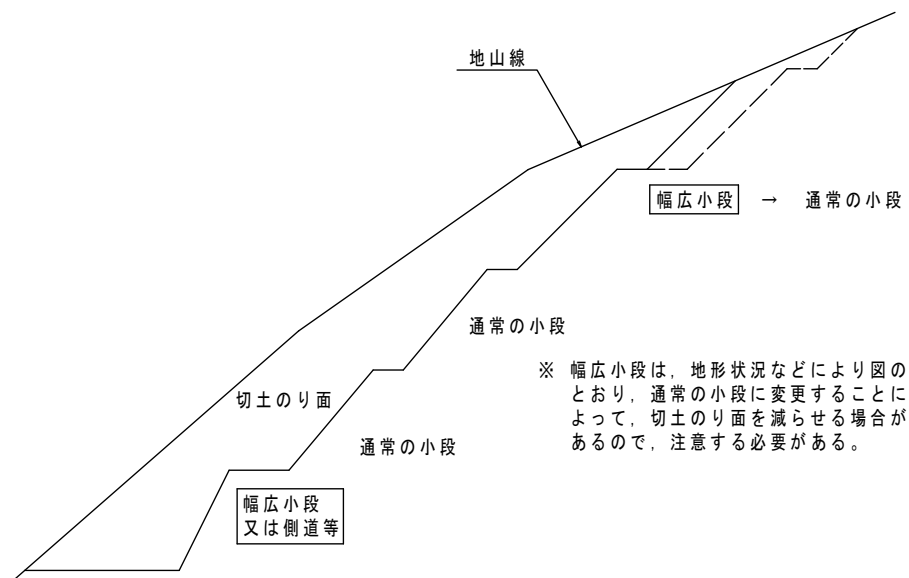 地山線
幅広小段 → 通常の小段
通常の小段
※ 幅広小段は，地形状況などにより図の
とおり，通常の小段に変更することに
よって，切土のり面を減らせる場合が
あるので，注意する必要がある。
切土のり面
通常の小段
幅広小段
又は側道等